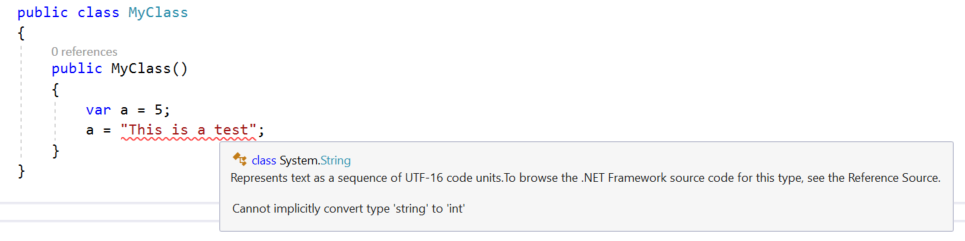 public class MyClass
{
0 references
public MyClass()
{
var a = 5;
a = "This is a test";
}
}
class System.String
Represents text as a sequence of UTF-16 code units.To browse the .NET Framework source code for this type, see the Reference Source.
Cannot implicitly convert type 'string' to 'int'